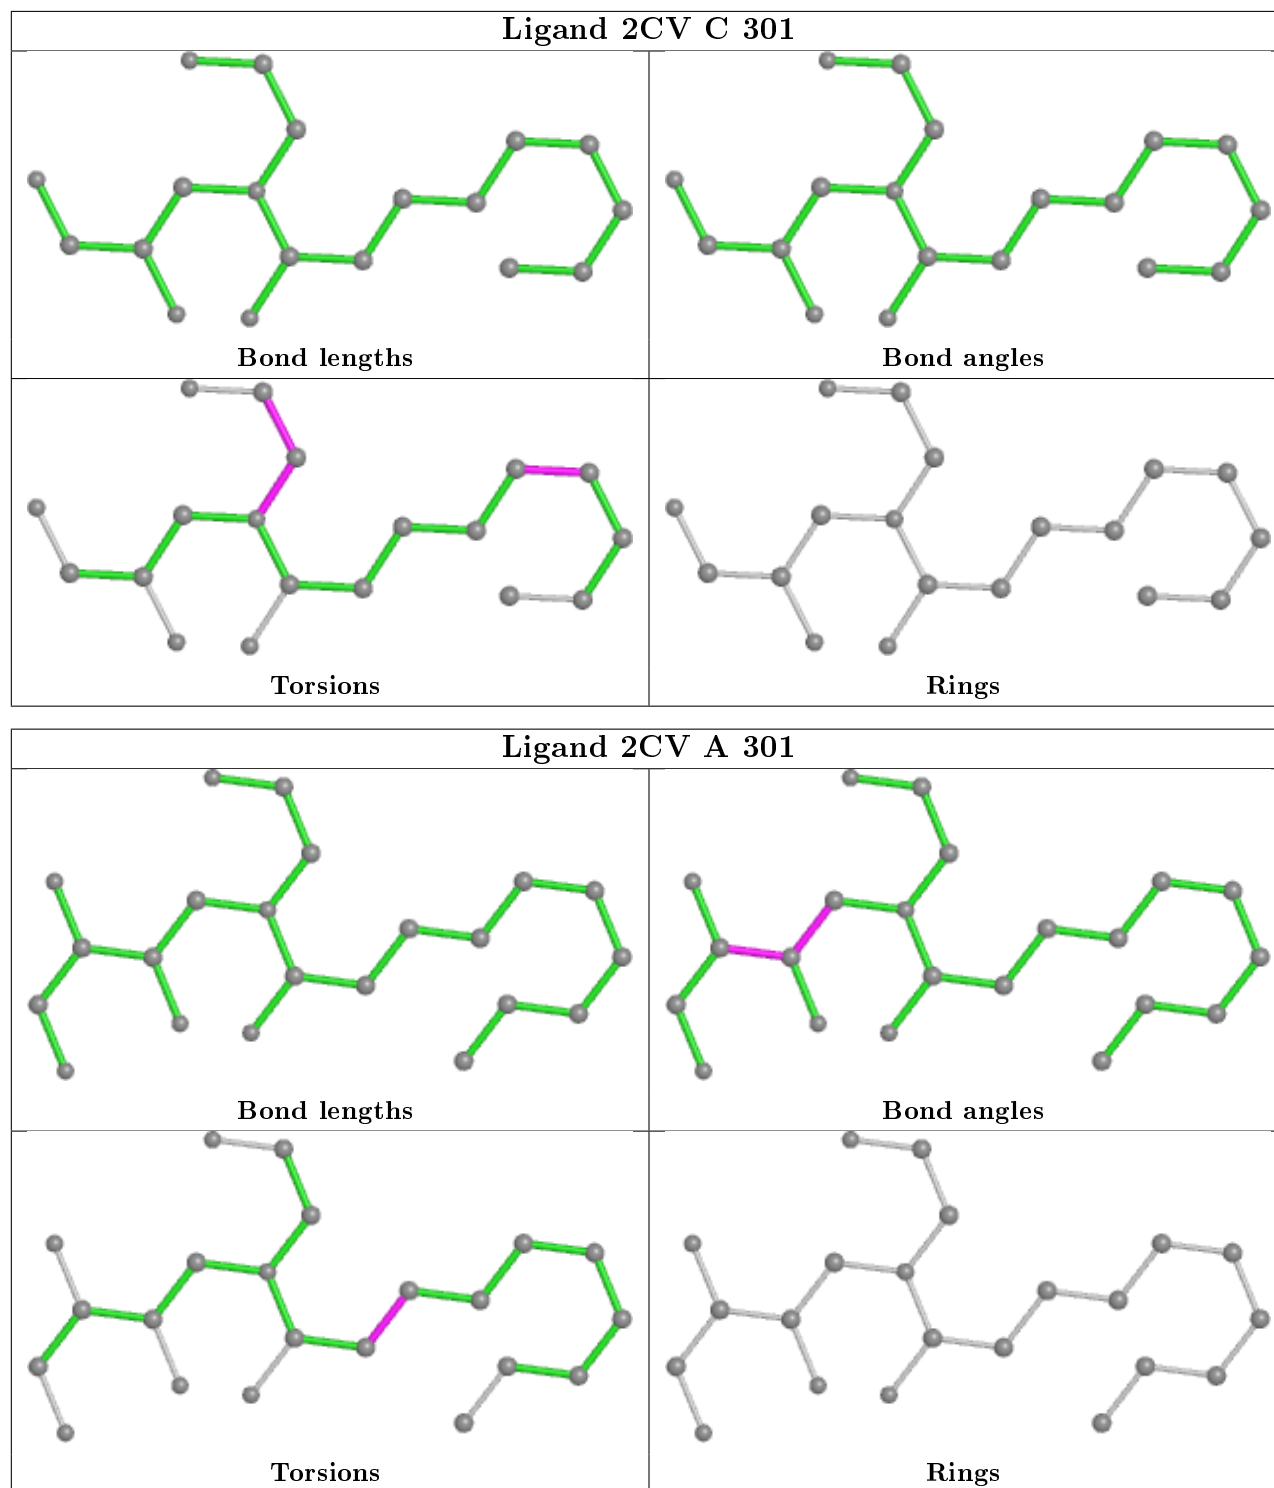 Ligand 2CV C 301
Bond lengths
Bond angles
Torsions
Rings
Ligand 2CV A 301
Bond lengths
Bond angles
Torsions
Rings